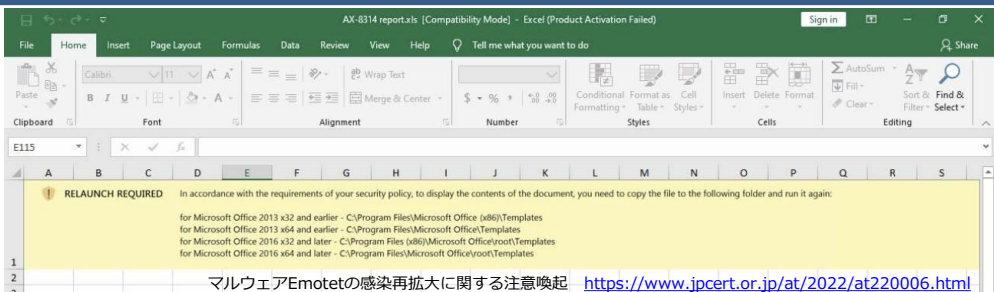 AX-8314 report.xls [Compatibility Mode] - Excel (Product Activation Failed)
Sign in
File Home Insert Page Layout Formulas Data Review View Help Tell me what you want to do
Share
Paste
Calibri 11 A A
B I U A
Wrap Text
Merge & Center
$ % ,
Conditional Formatting Format as Table Cell Styles
Insert Delete Format
AutoSum
Fill
Clear
Sort & Filter
Find & Select
Clipboard Font Alignment Number Styles Cells Editing
E115 fx
A B C D E F G H I J K L M N O P Q R S
RELAUNCH REQUIRED In accordance with the requirements of your security policy, to display the contents of the document, you need to copy the file to the following folder and run it again:
for Microsoft Office 2013 x32 and earlier - C:\Program Files\Microsoft Office (x86)\Templates
for Microsoft Office 2013 x64 and earlier - C:\Program Files\Microsoft Office\Templates
for Microsoft Office 2016 x32 and later - C:\Program Files (x86)\Microsoft Office\root\Templates
for Microsoft Office 2016 x64 and later - C:\Program Files\Microsoft Office\root\Templates
1
2
マルウェアEmotetの感染再拡大に関する注意喚起 https://www.jpcert.or.jp/at/2022/at220006.html